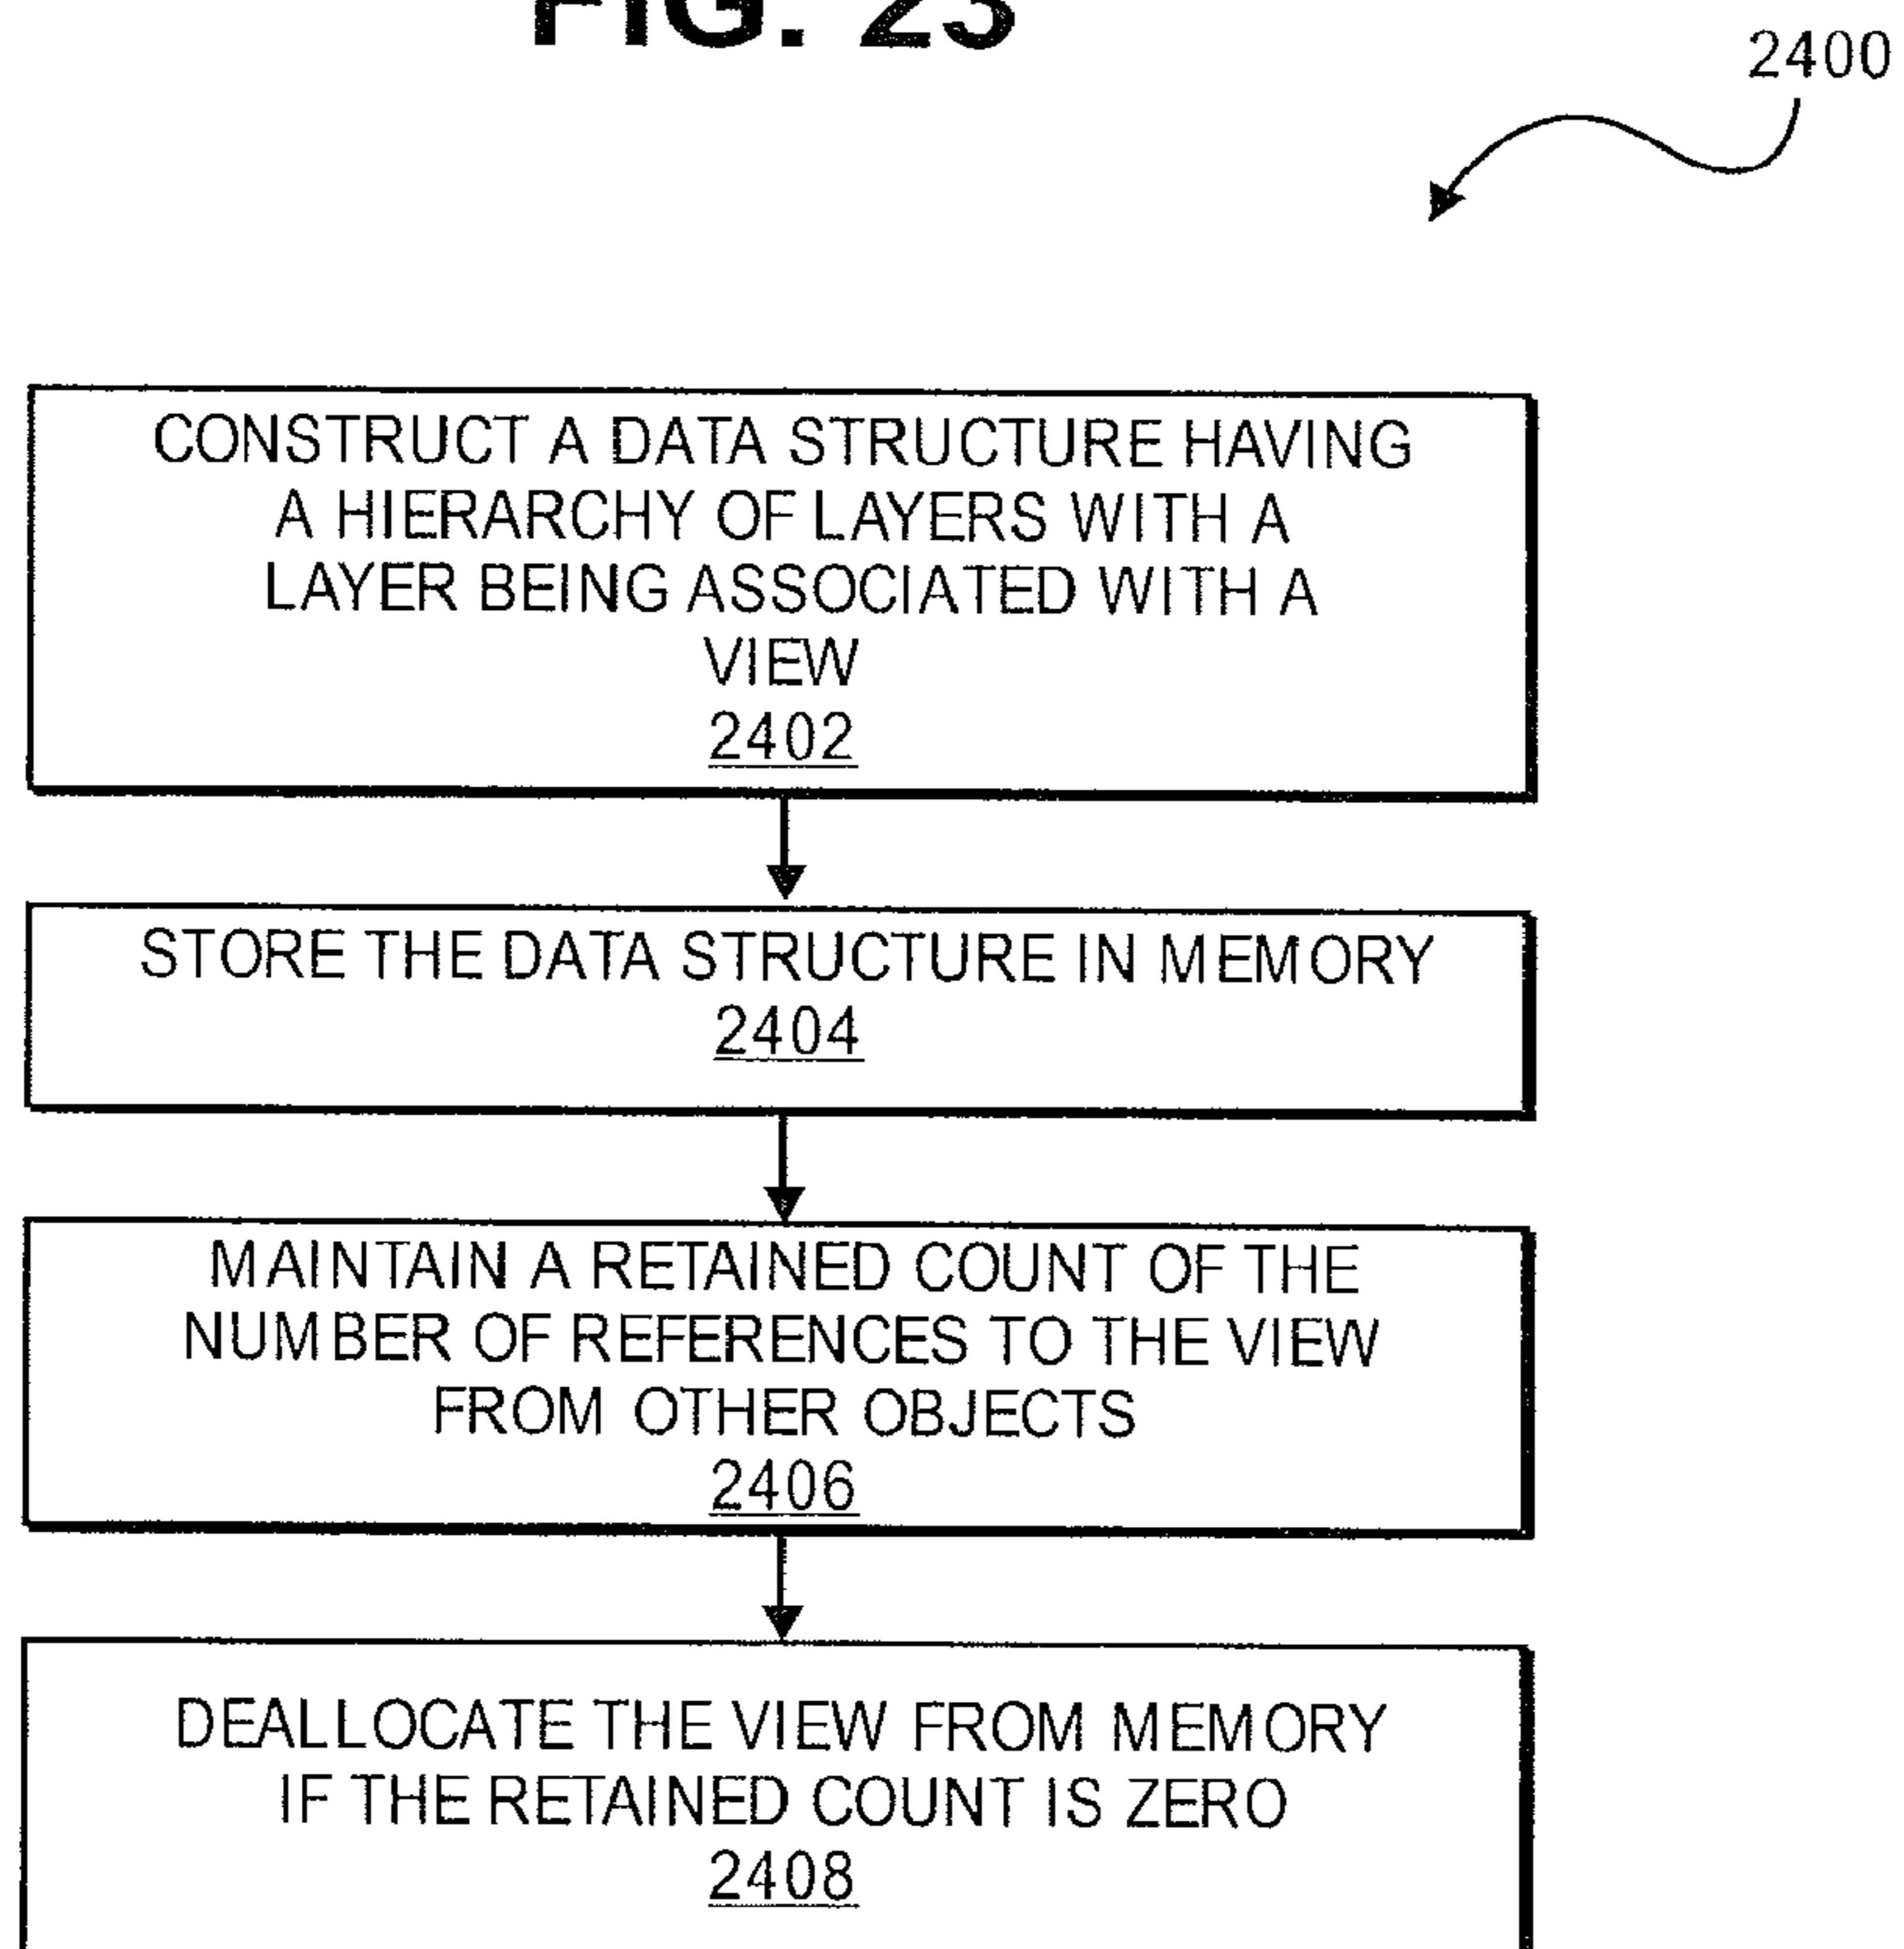 FIG. 23
2400
CONSTRUCT A DATA STRUCTURE HAVING
A HIERARCHY OF LAYERS WITH A
LAYER BEING ASSOCIATED WITH A
VIEW
2402
STORE THE DATA STRUCTURE IN MEMORY
2404
MAINTAIN A RETAINED COUNT OF THE
NUMBER OF REFERENCES TO THE VIEW
FROM OTHER OBJECTS
2406
DEALLOCATE THE VIEW FROM MEMORY
IF THE RETAINED COUNT IS ZERO
2408